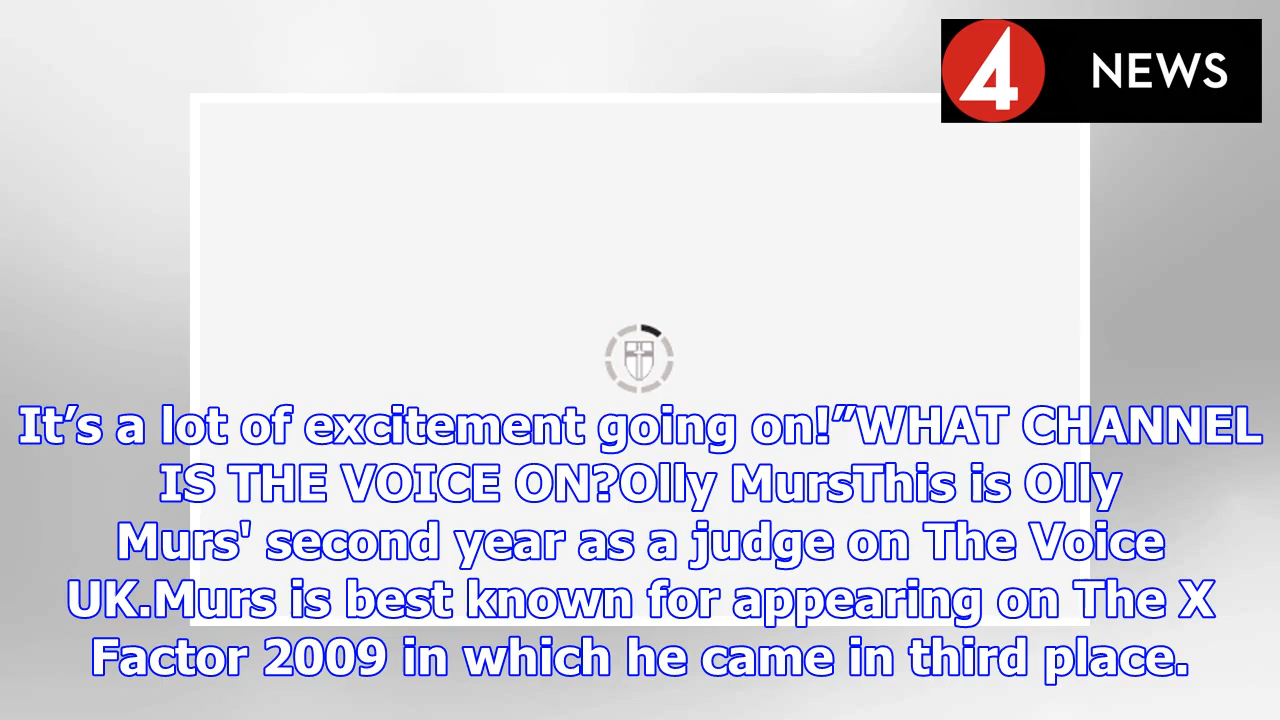 4 NEWS
It’s a lot of excitement going on!”WHAT CHANNEL
IS THE VOICE ON?Olly MursThis is Olly
Murs' second year as a judge on The Voice
UK.Murs is best known for appearing on The X
Factor 2009 in which he came in third place.